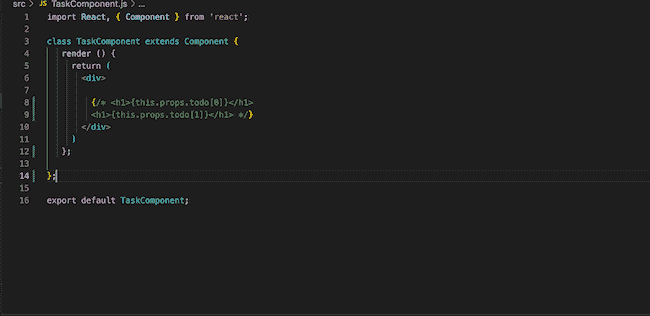 src > JS TaskComponent.js > ...
1 import React, { Component } from 'react';
2
3 class TaskComponent extends Component {
4 render () {
5 return (
6 <div>
7
8 {/* <h1>{this.props.todo[0]}</h1>
9 <h1>{this.props.todo[1]}</h1> */}
10 </div>
11 )
12 };
13
14 };
15
16 export default TaskComponent;